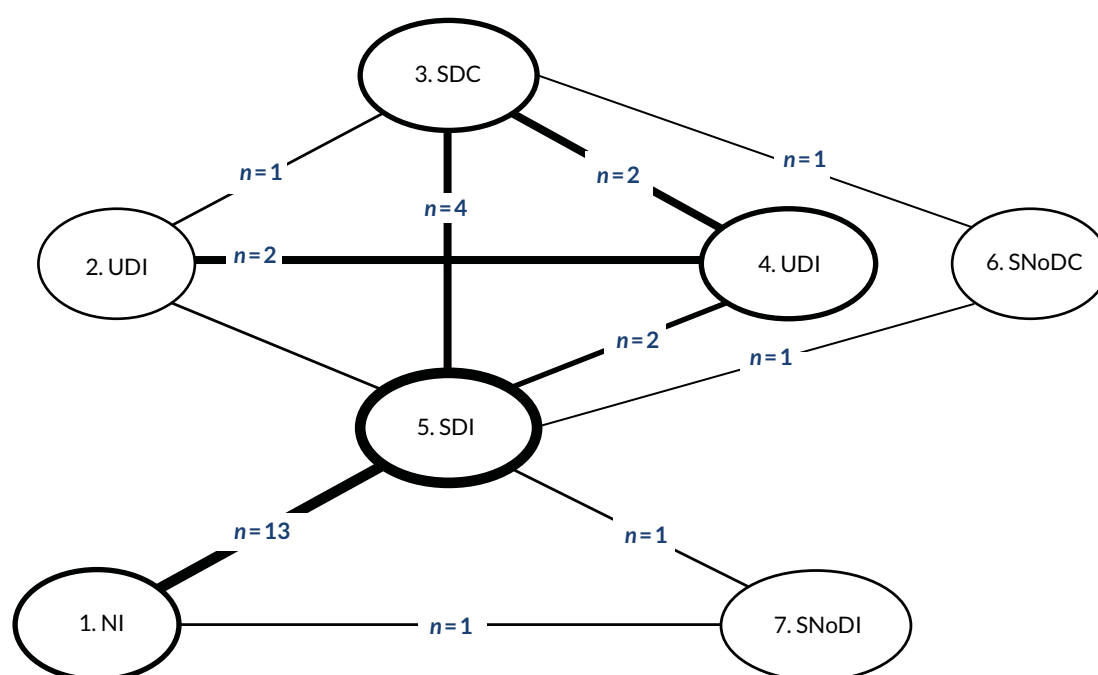 3. SDC
n=1
n=1
n=2
n=4
n=2
2. UDI
4. UDI
6. SNoDC
n=2
n=1
5. SDI
n=13
n=1
1. NI
n=1
7. SNoDI